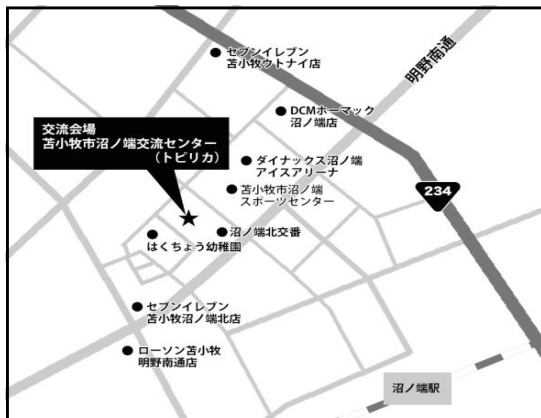 セブンイレブン
苫小牧ウトナイ店
明野南通
DCMホーマック
沼ノ端店
交流会場
苫小牧市沼ノ端交流センター
(トピリカ)
ダイナックス沼ノ端
アイスアリーナ
苫小牧市沼ノ端
スポーツセンター
234
沼ノ端北交番
はくちょう幼稚園
セブンイレブン
苫小牧沼ノ端北店
ローソン苫小牧
明野南通店
沼ノ端駅